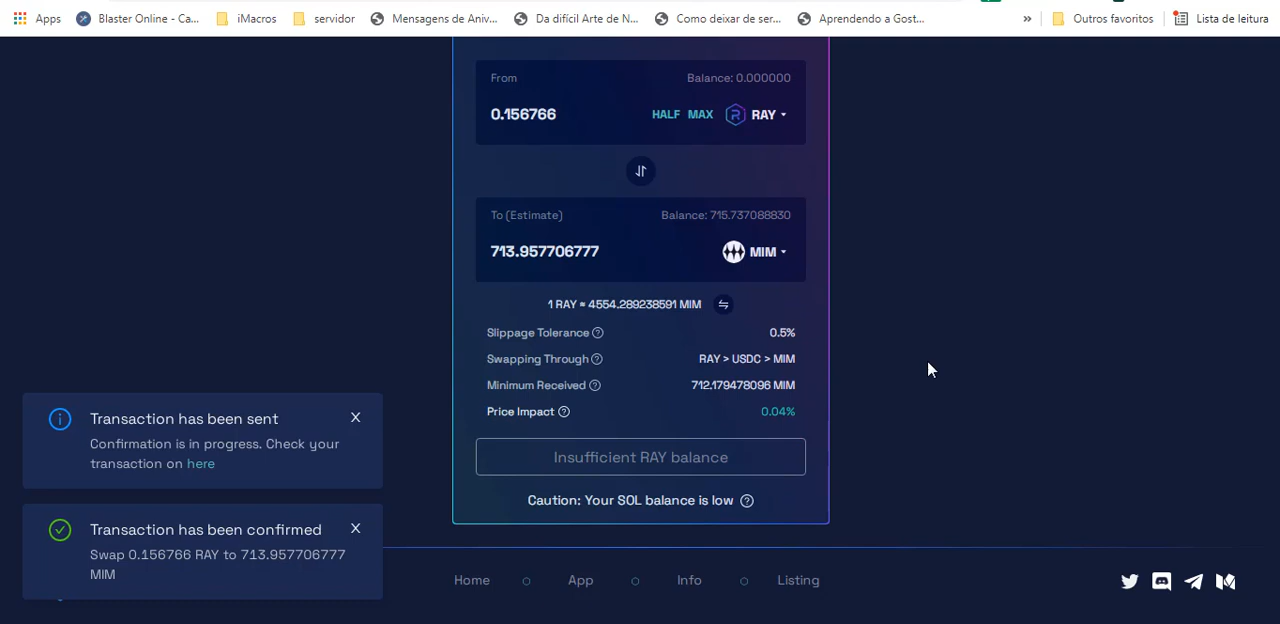 Apps Blaster Online - Ca... iMacros servidor Mensagens de Aniv... Da difícil Arte de N... Como deixar de ser... Aprendendo a Gost... » Outros favoritos Lista de leitura
From Balance: 0.000000
0.156766 HALF MAX RAY
To (Estimate) Balance: 715.737088830
713.957706777 MIM
1 RAY ≈ 4554.289238591 MIM
Slippage Tolerance 0.5%
Swapping Through RAY > USDC > MIM
Minimum Received 712.179478096 MIM
Price Impact 0.04%
Insufficient RAY balance
Caution: Your SOL balance is low
Transaction has been sent X
Confirmation is in progress. Check your
transaction on here
Transaction has been confirmed X
Swap 0.156766 RAY to 713.957706777
MIM
Home App Info Listing